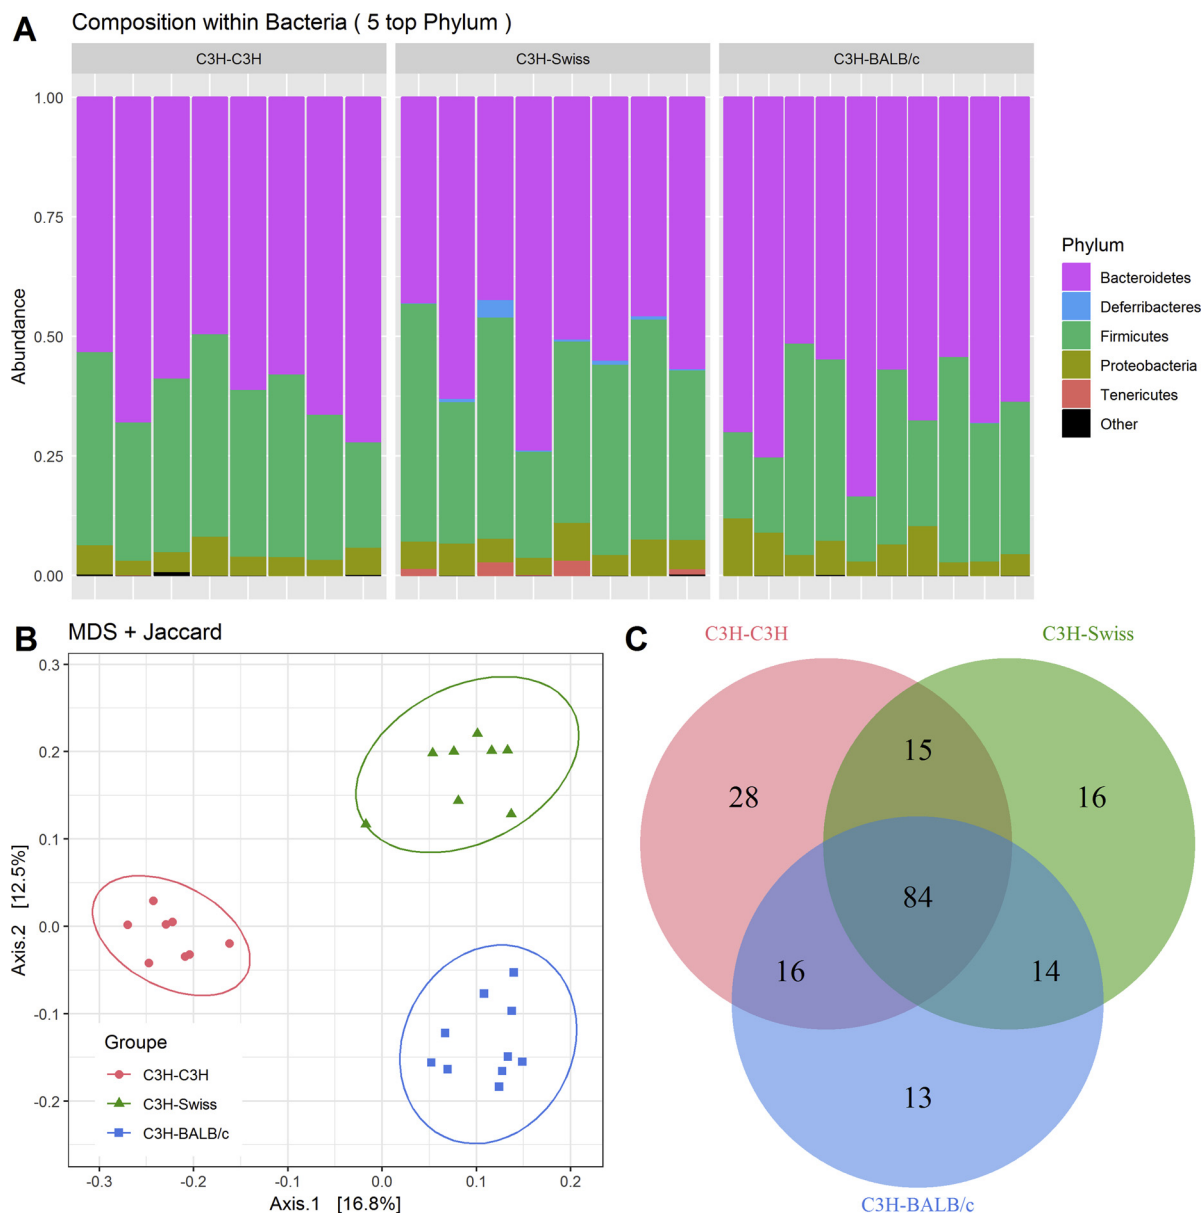 A
Composition within Bacteria ( 5 top Phylum )
C3H-C3H
C3H-Swiss
C3H-BALB/c
1.00
0.75
0.50
0.25
0.00
Abundance
Phylum
Bacteroidetes
Deferribacteres
Firmicutes
Proteobacteria
Tenericutes
Other
B
MDS + Jaccard
0.3
0.2
0.1
0.0
-0.1
-0.2
Axis.2 [12.5%]
Groupe
C3H-C3H
C3H-Swiss
C3H-BALB/c
-0.3
-0.2
-0.1
0.0
0.1
0.2
Axis.1 [16.8%]
C
C3H-C3H
C3H-Swiss
15
28
16
84
16
14
13
C3H-BALB/c